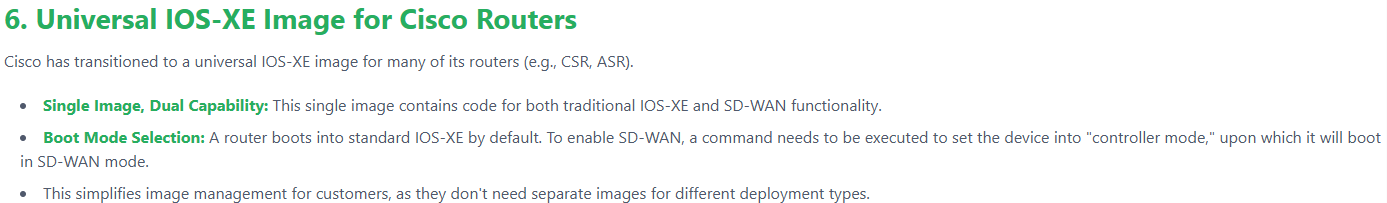 6. Universal IOS-XE Image for Cisco Routers
Cisco has transitioned to a universal IOS-XE image for many of its routers (e.g., CSR, ASR).
• Single Image, Dual Capability: This single image contains code for both traditional IOS-XE and SD-WAN functionality.
• Boot Mode Selection: A router boots into standard IOS-XE by default. To enable SD-WAN, a command needs to be executed to set the device into "controller mode," upon which it will boot
in SD-WAN mode.
• This simplifies image management for customers, as they don't need separate images for different deployment types.